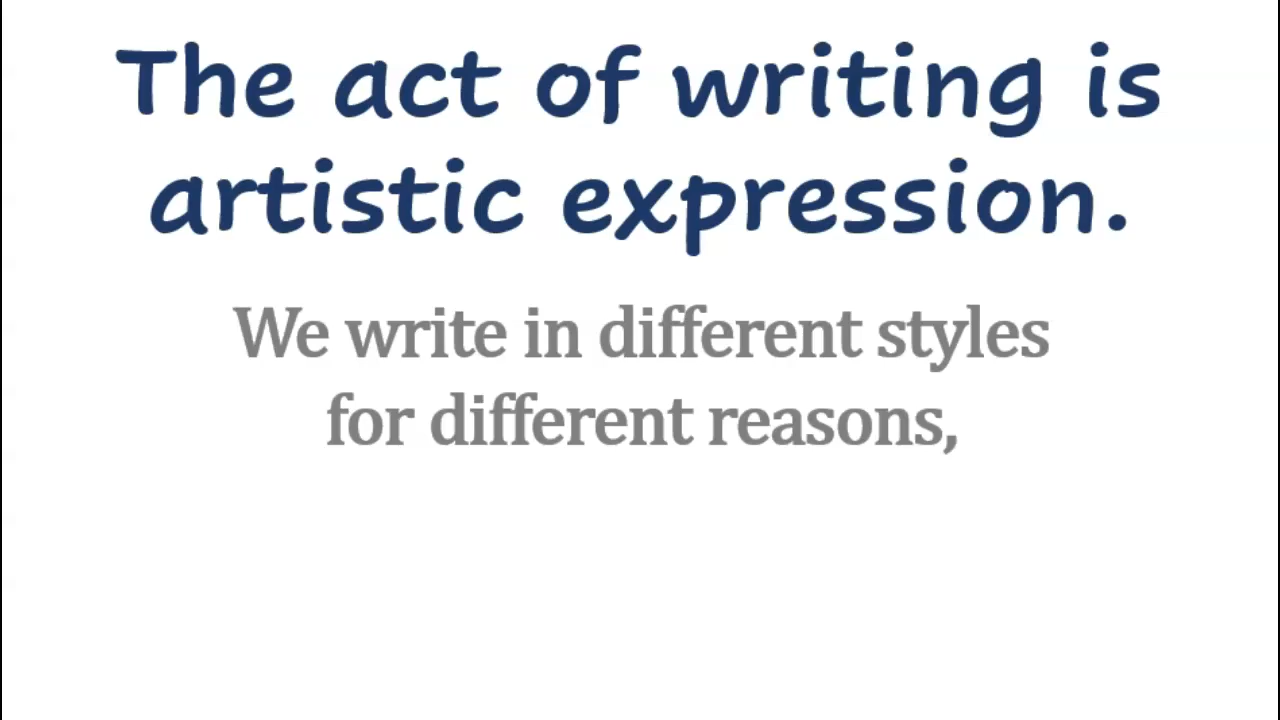 The act of writing is
artistic expression.
We write in different styles
for different reasons,